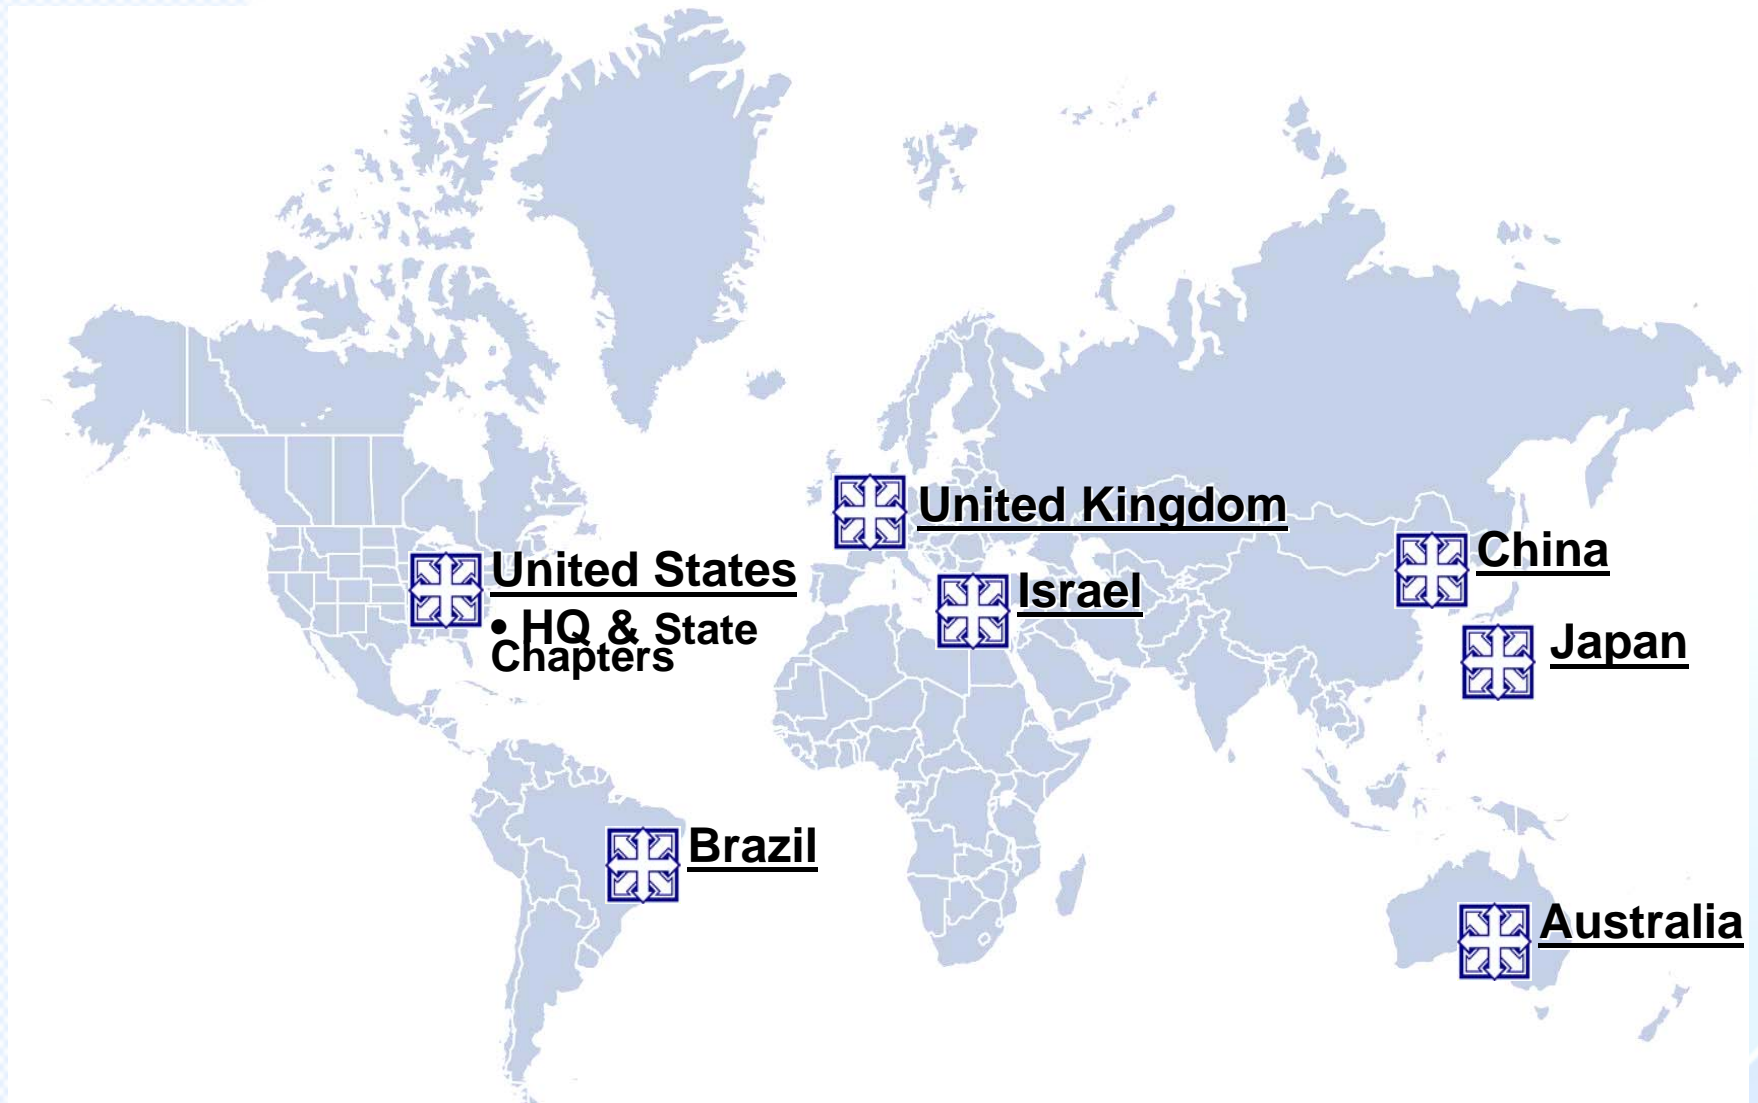 United Kingdom
China
United States
Israel
• HQ & State
Chapters
Japan
Brazil
Australia